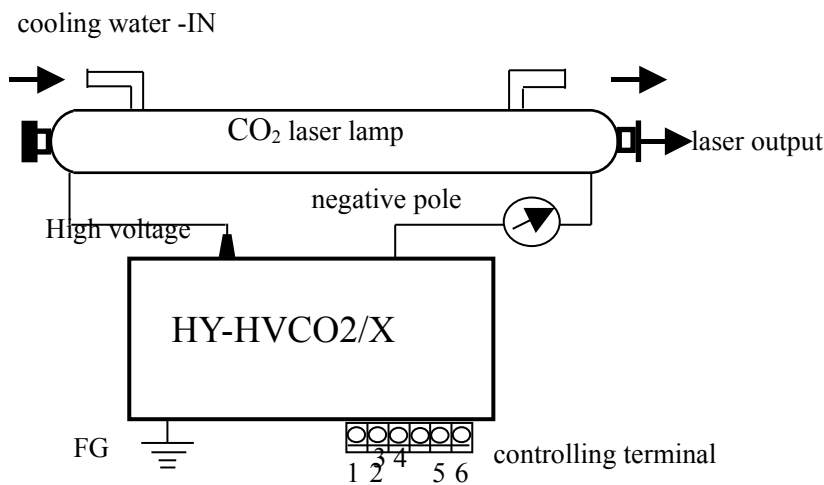 cooling water -IN
CO₂ laser lamp
laser output
negative pole
High voltage
HY-HVCO2/X
FG
1 2 3 4 5 6
controlling terminal